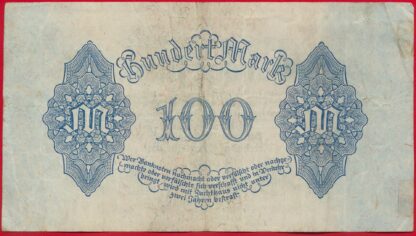 Hundert Mark
M
100
M
Wer Banknoten nachmacht oder verfälscht oder nachge-
machte oder verfälschte sich verschafft und in Verkehr
bringt, wird mit Zuchthaus nicht unter
zwei Jahren bestraft.